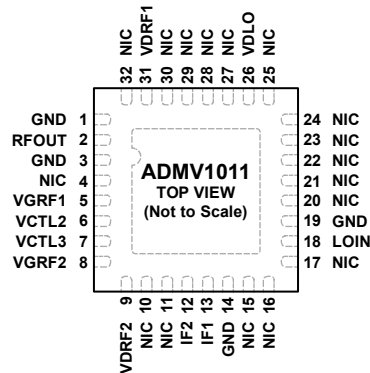 32 NIC
31 VDRF1
30 NIC
29 NIC
28 NIC
27 NIC
26 VDLO
25 NIC
GND 1
RFOUT 2
GND 3
NIC 4
VGRF1 5
VCTL2 6
VCTL3 7
VGRF2 8
ADMV1011
TOP VIEW
(Not to Scale)
24 NIC
23 NIC
22 NIC
21 NIC
20 NIC
19 GND
18 LOIN
17 NIC
VDRF2 9
NIC 10
NIC 11
IF2 12
IF1 13
GND 14
NIC 15
NIC 16